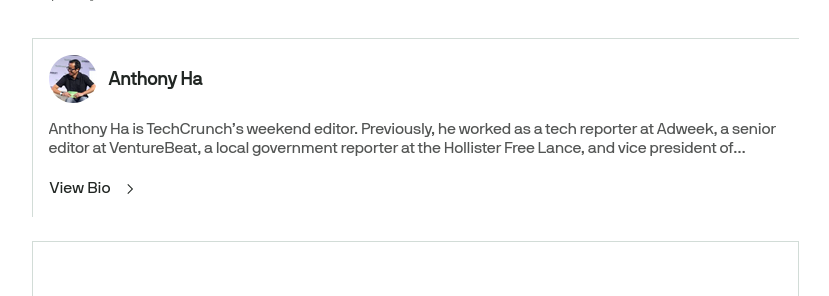 Anthony Ha
Anthony Ha is TechCrunch’s weekend editor. Previously, he worked as a tech reporter at Adweek, a senior
editor at VentureBeat, a local government reporter at the Hollister Free Lance, and vice president of...
View Bio